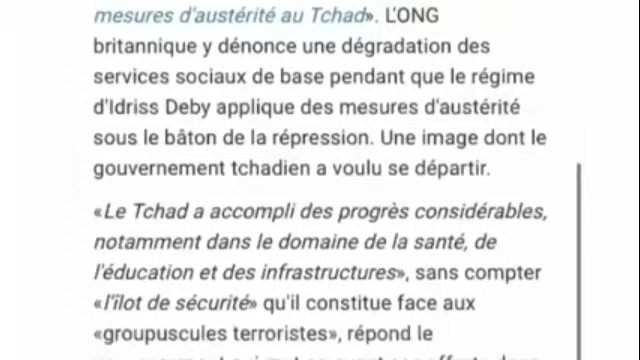 mesures d'austérité au Tchad». L'ONG
britannique y dénonce une dégradation des
services sociaux de base pendant que le régime
d'Idriss Deby applique des mesures d'austérité
sous le bâton de la répression. Une image dont le
gouvernement tchadien a voulu se départir.
«Le Tchad a accompli des progrès considérables,
notamment dans le domaine de la santé, de
l'éducation et des infrastructures», sans compter
«l'îlot de sécurité» qu'il constitue face aux
«groupuscules terroristes», répond le